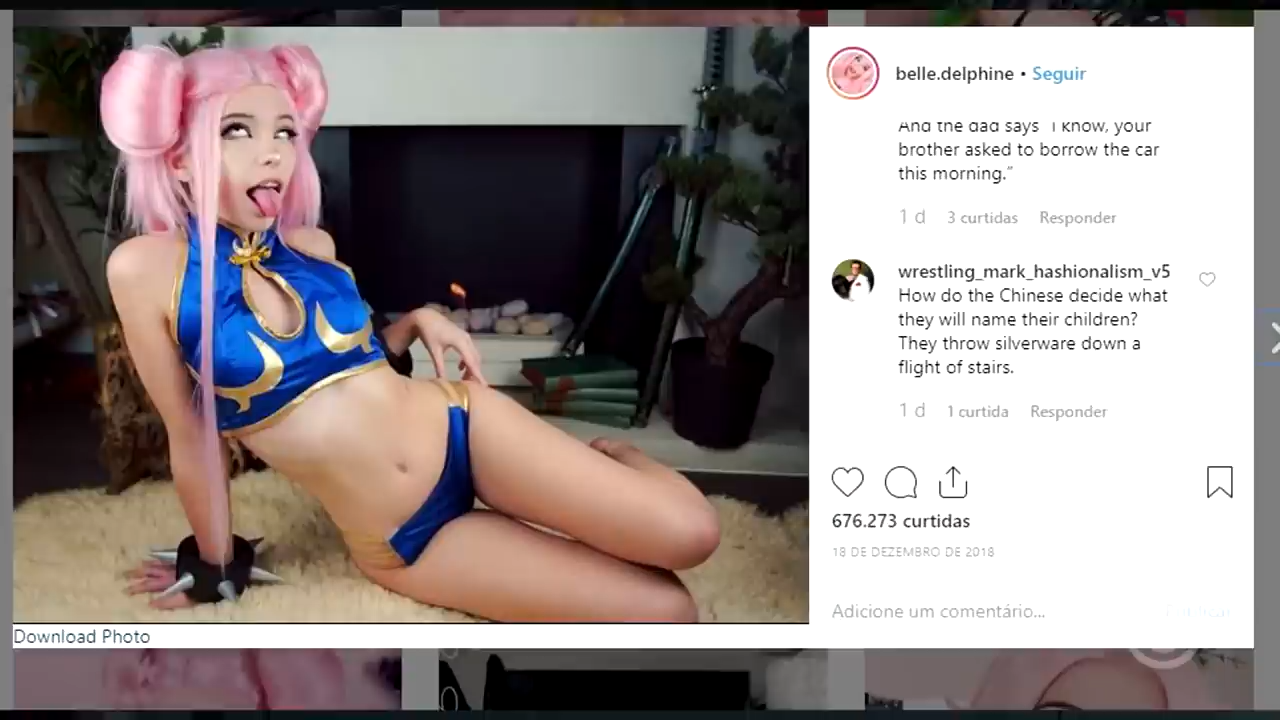 belle.delphine • Seguir
And the dad says "I know, your
brother asked to borrow the car
this morning."
1 d 3 curtidas Responder
wrestling_mark_hashionalism_v5
How do the Chinese decide what
they will name their children?
They throw silverware down a
flight of stairs.
1 d 1 curtida Responder
676.273 curtidas
18 DE DEZEMBRO DE 2018
Adicione um comentário...
Download Photo